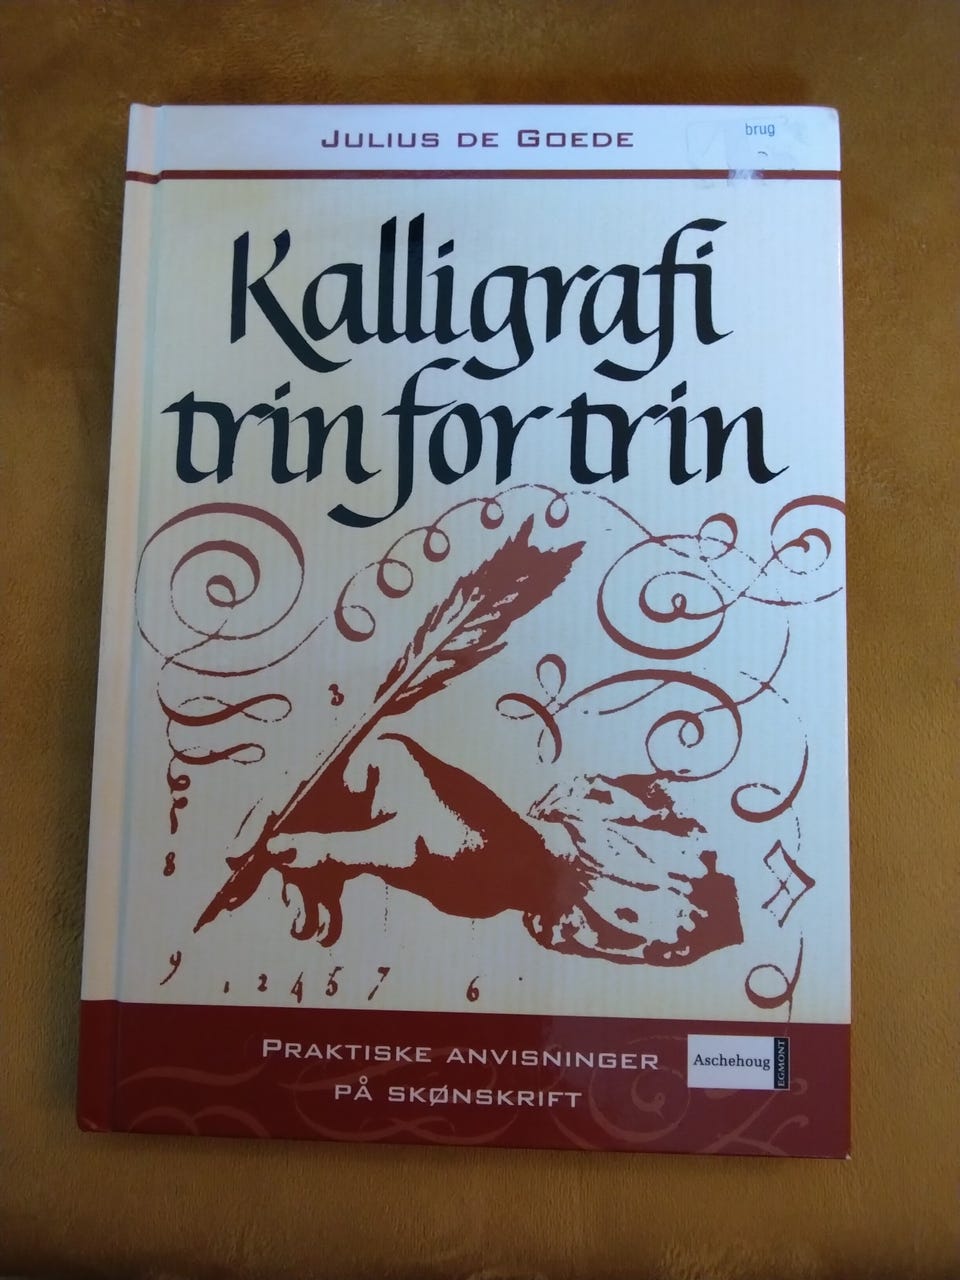 JULIUS DE GOEDE
brug
Kalligrafi
trin for trin
3
8
9 1 2 4 5 7 6
PRAKTISKE ANVISNINGER
PÅ SKØNSKRIFT
Aschehoug
EGMONT